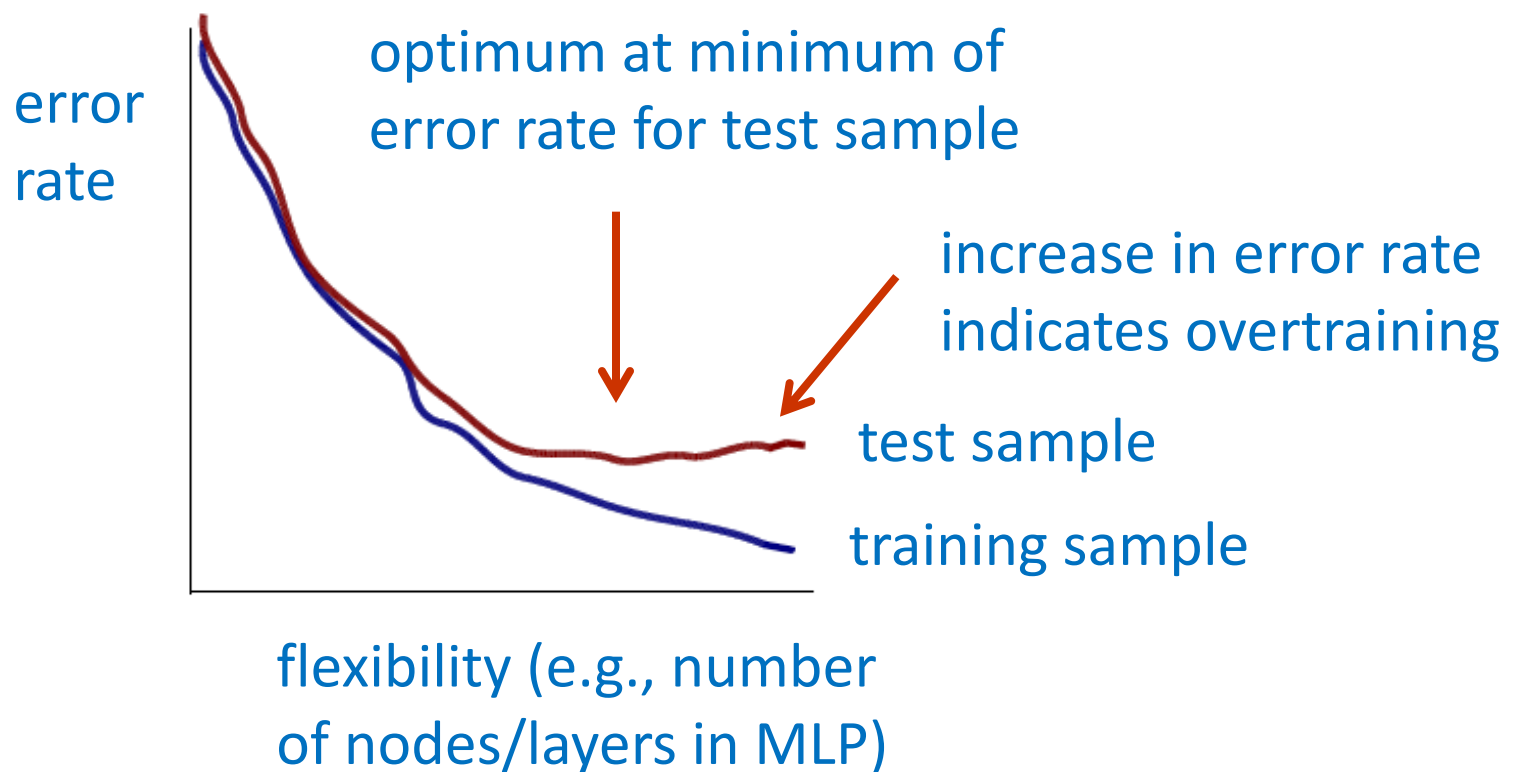 error
rate
optimum at minimum of
error rate for test sample
increase in error rate
indicates overtraining
test sample
training sample
flexibility (e.g., number
of nodes/layers in MLP)